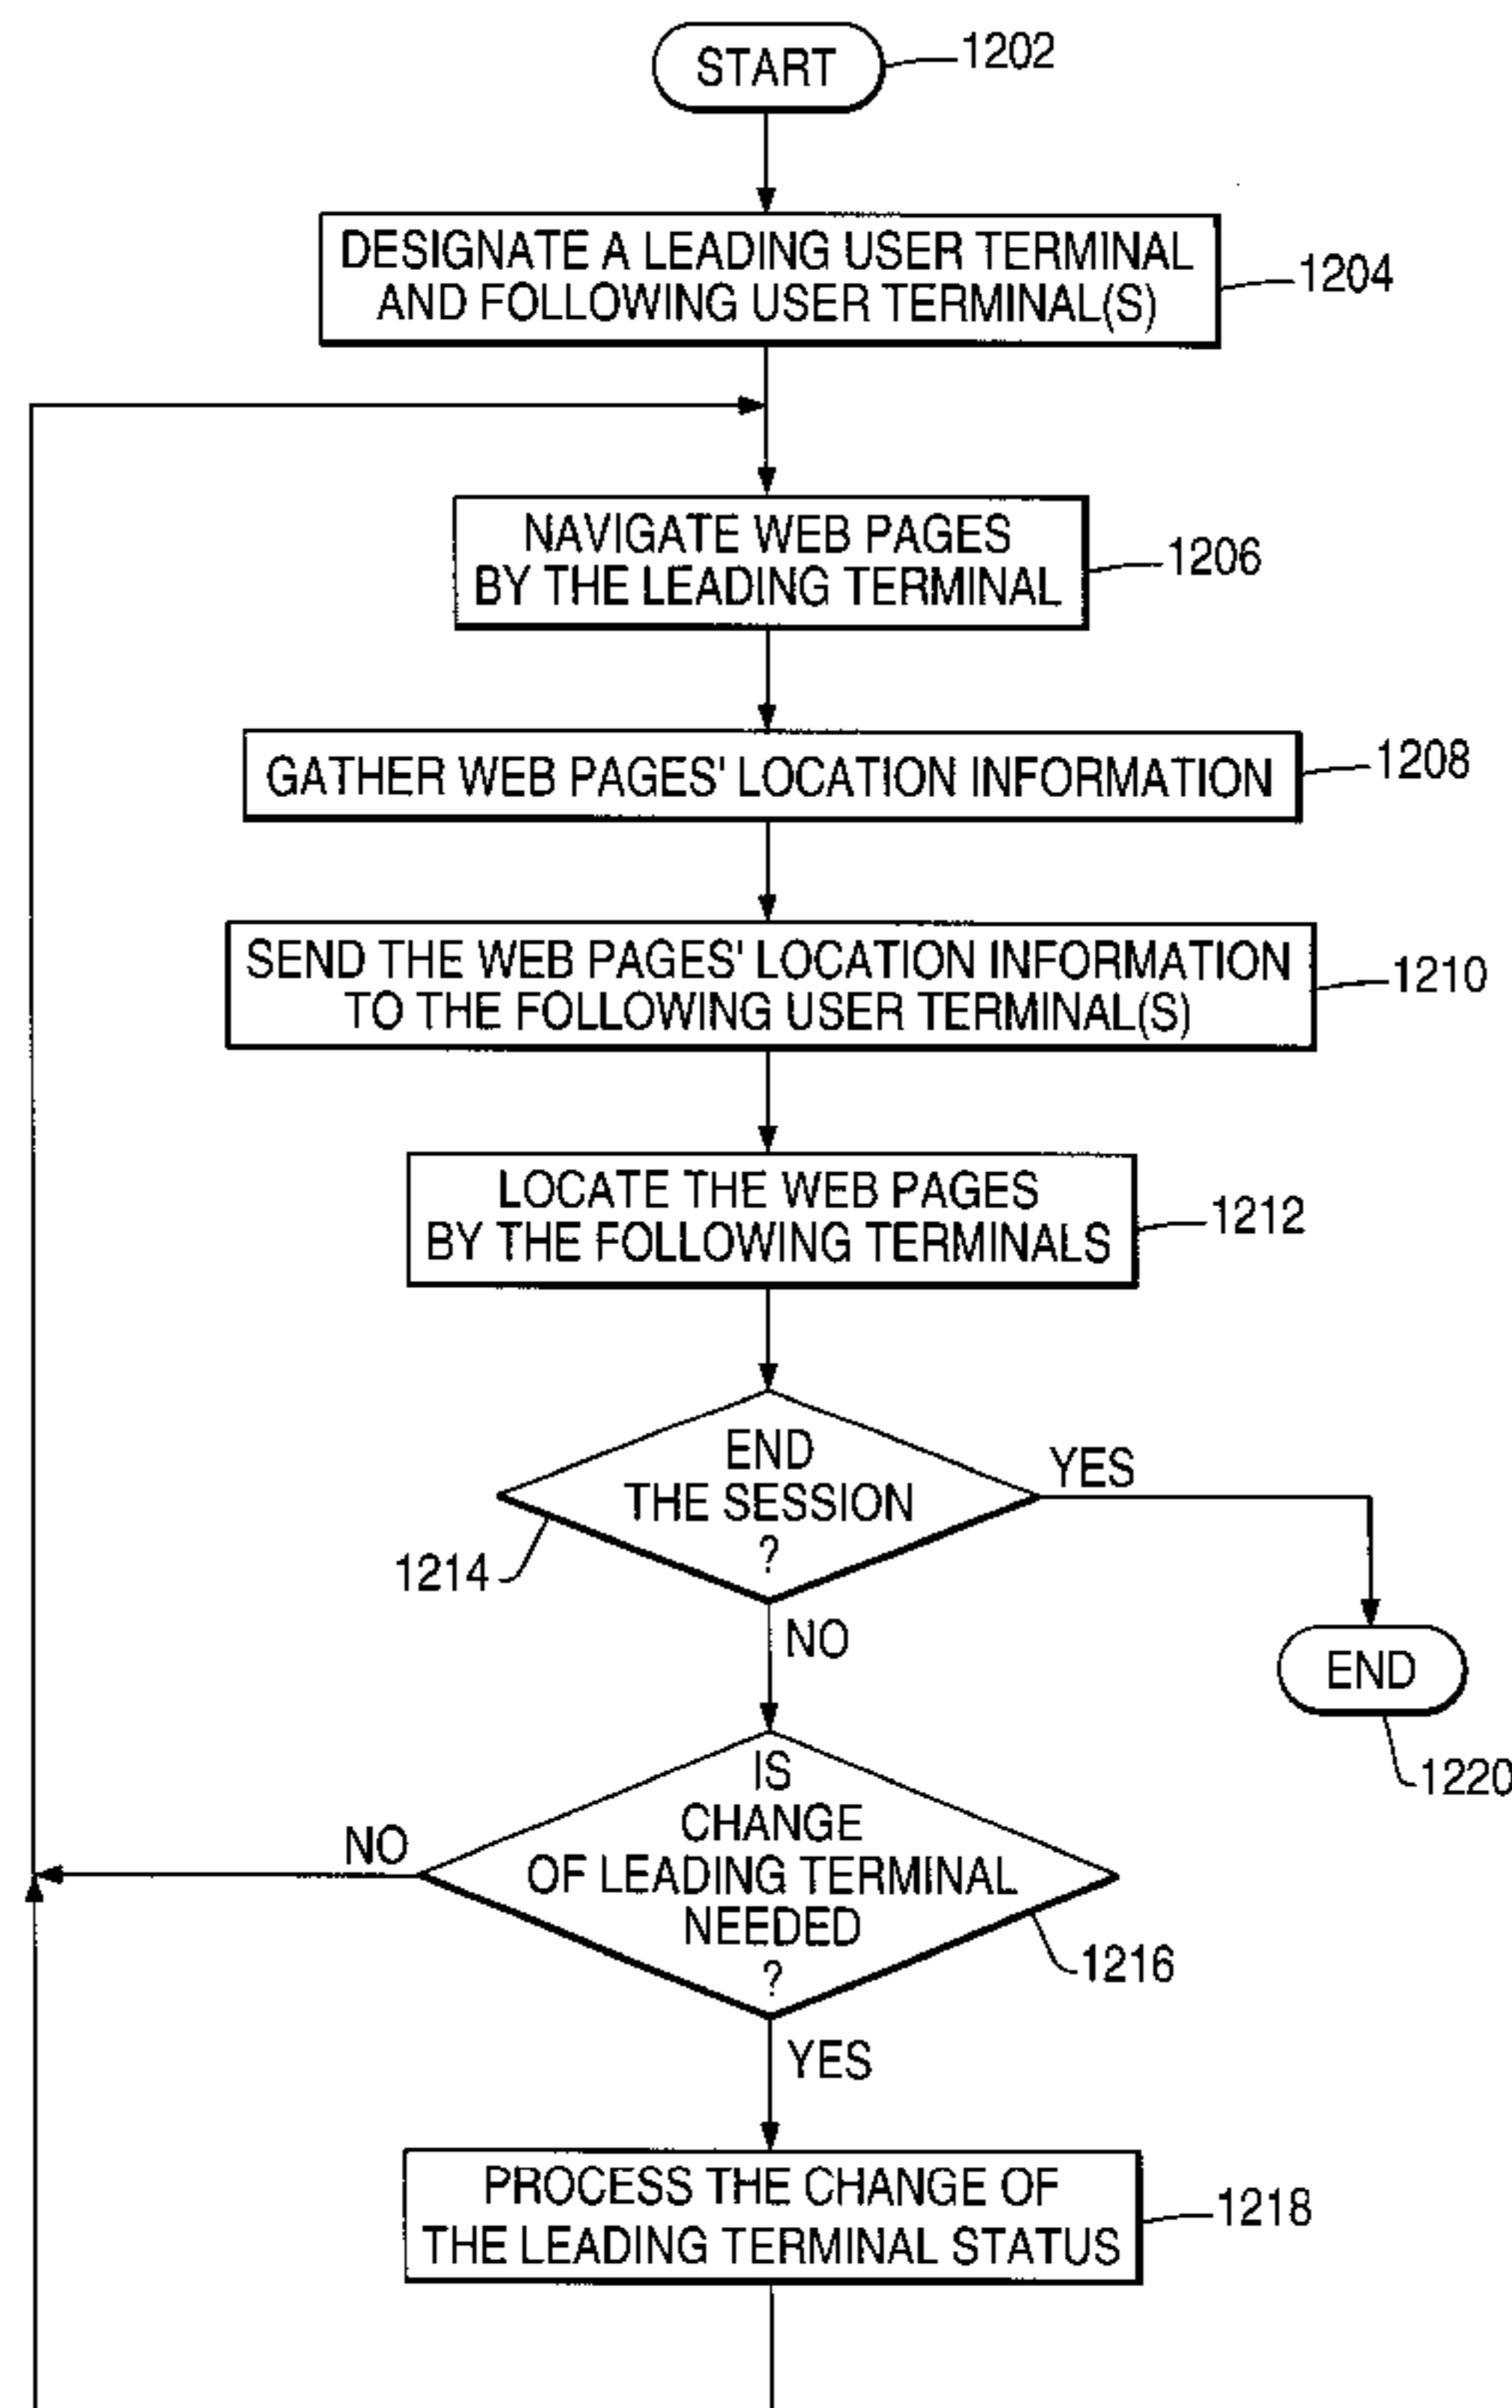 START
1202
DESIGNATE A LEADING USER TERMINAL
AND FOLLOWING USER TERMINAL(S)
1204
NAVIGATE WEB PAGES
BY THE LEADING TERMINAL
1206
GATHER WEB PAGES' LOCATION INFORMATION
1208
SEND THE WEB PAGES' LOCATION INFORMATION
TO THE FOLLOWING USER TERMINAL(S)
1210
LOCATE THE WEB PAGES
BY THE FOLLOWING TERMINALS
1212
END
THE SESSION
?
YES
1214
NO
END
1220
IS
CHANGE
OF LEADING TERMINAL
NEEDED
?
NO
1216
YES
PROCESS THE CHANGE OF
THE LEADING TERMINAL STATUS
1218